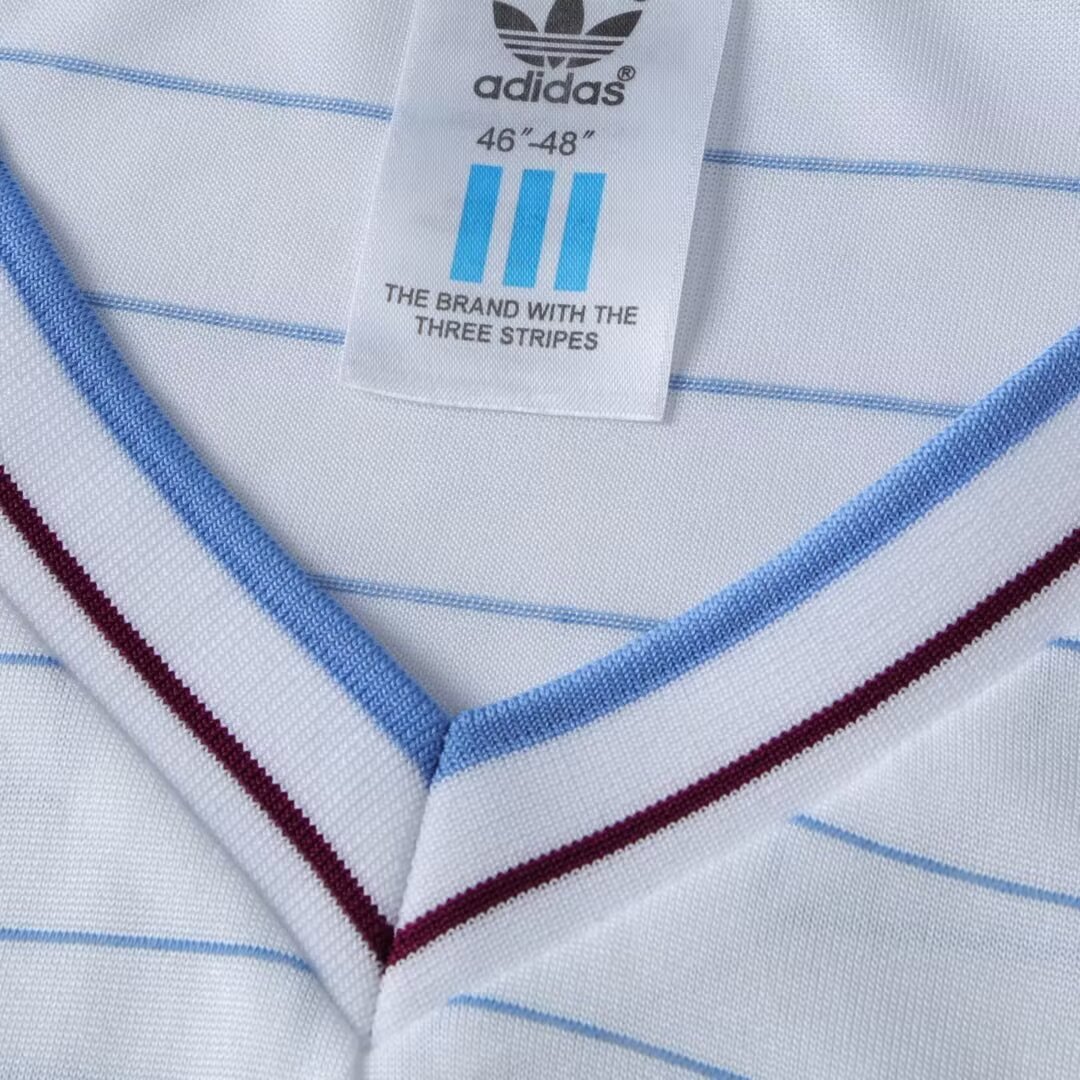 adidas®
46″-48″
THE BRAND WITH THE
THREE STRIPES